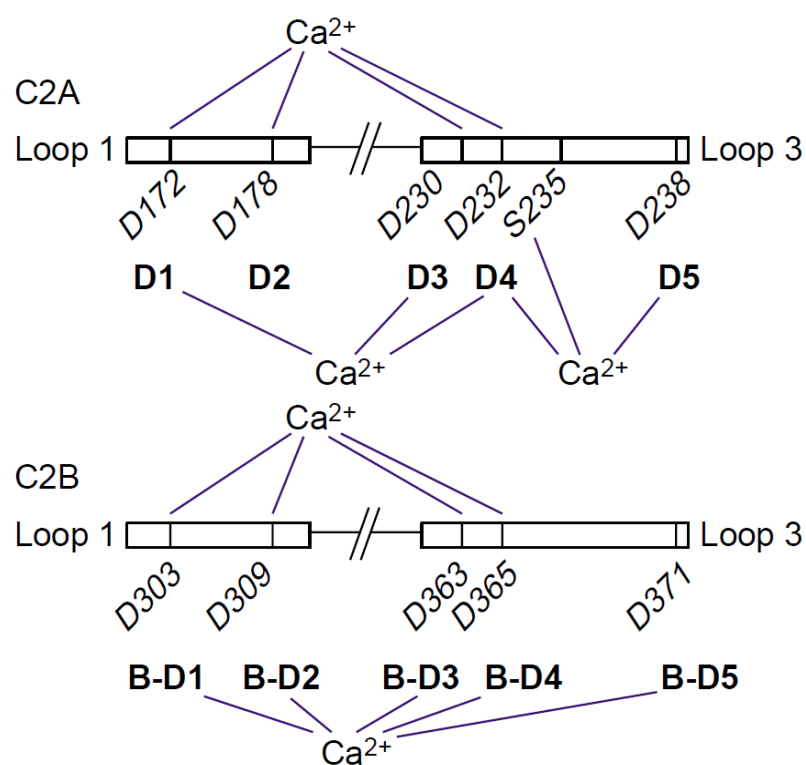 Ca²⁺
C2A
Loop 1 Loop 3
D172 D178 D230 D232 S235 D238
D1 D2 D3 D4 D5
Ca²⁺ Ca²⁺
Ca²⁺
C2B
Loop 1 Loop 3
D303 D309 D363 D365 D371
B-D1 B-D2 B-D3 B-D4 B-D5
Ca²⁺